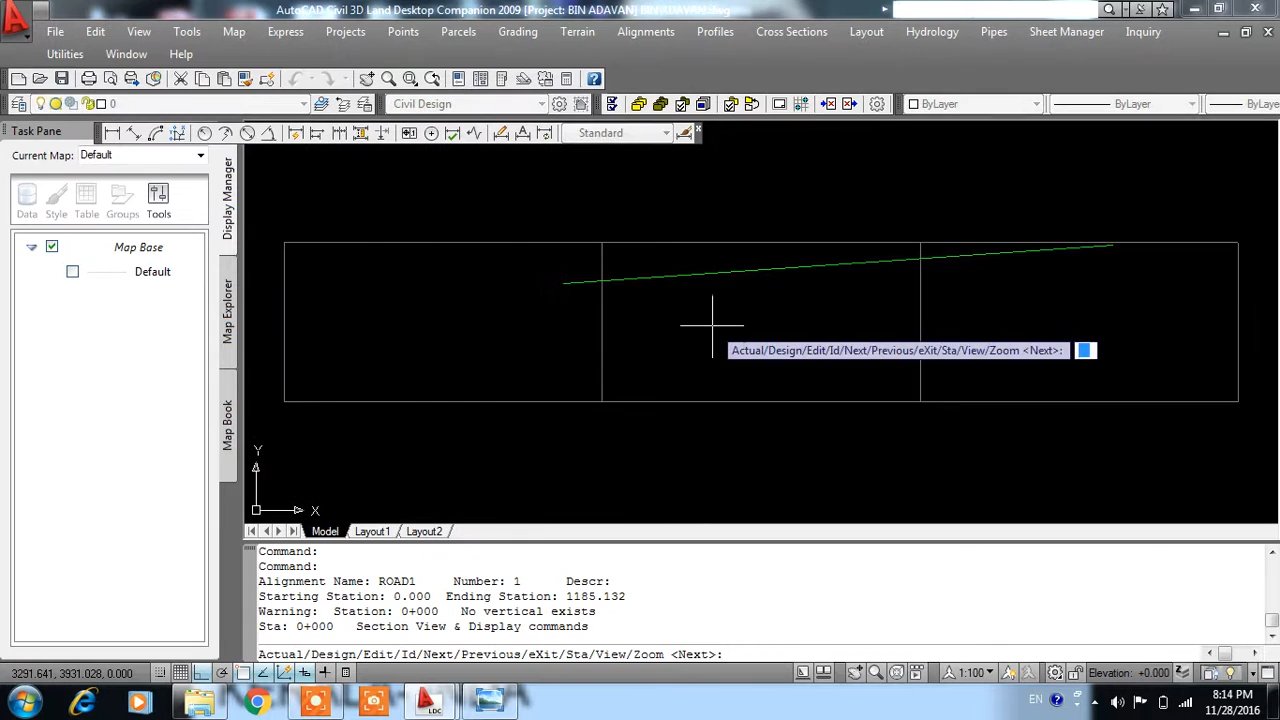 AutoCAD Civil 3D Land Desktop Companion 2009 [Project: BIN ADAVAN]
File Edit View Tools Map Express Projects Points Parcels Grading Terrain Alignments Profiles Cross Sections Layout Hydrology Pipes Sheet Manager Inquiry
Utilities Window Help
0 Civil Design ByLayer ByLayer ByLayer
Task Pane Standard
Current Map: Default
Data Style Table Groups Tools
Map Base
Default
Display Manager
Map Explorer
Map Book
Actual/Design/Edit/Id/Next/Previous/eXit/Sta/View/Zoom <Next>:
Y
X
Model Layout1 Layout2
Command:
Command:
Alignment Name: ROAD1 Number: 1 Descr:
Starting Station: 0.000 Ending Station: 1185.132
Warning: Station: 0+000 No vertical exists
Sta: 0+000 Section View & Display commands
Actual/Design/Edit/Id/Next/Previous/eXit/Sta/View/Zoom <Next>:
3291.641, 3931.028, 0.000 1:100 Elevation: +0.000
LDC EN 8:14 PM
11/28/2016